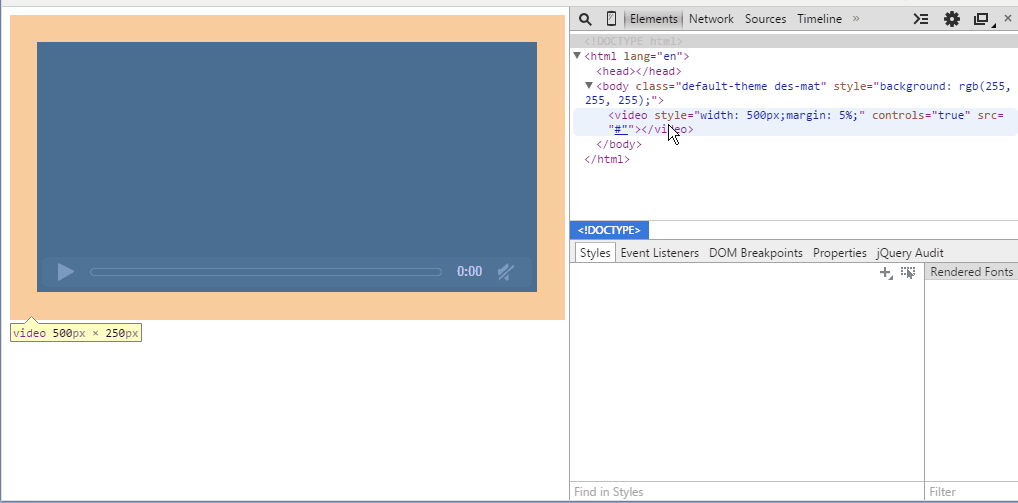 0:00
video 500px × 250px
Elements Network Sources Timeline »
<!DOCTYPE html>
<html lang="en">
<head></head>
<body class="default-theme des-mat" style="background: rgb(255,
255, 255);">
<video style="width: 500px;margin: 5%;" controls="true" src=
"#"></video>
</body>
</html>
<!DOCTYPE>
Styles Event Listeners DOM Breakpoints Properties jQuery Audit
Rendered Fonts
Find in Styles
Filter